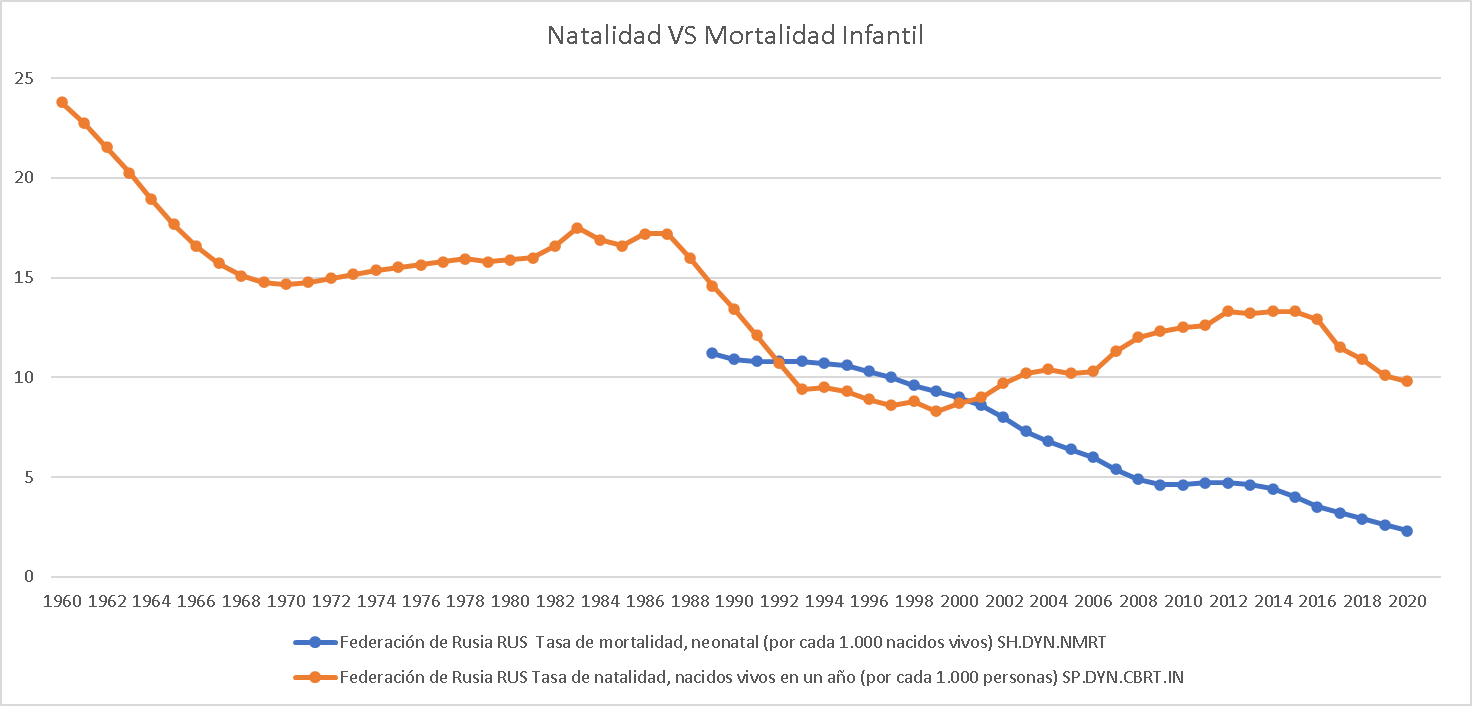 Natalidad VS Mortalidad Infantil
25
20
15
10
5
0
1960 1962 1964 1966 1968 1970 1972 1974 1976 1978 1980 1982 1984 1986 1988 1990 1992 1994 1996 1998 2000 2002 2004 2006 2008 2010 2012 2014 2016 2018 2020
Federación de Rusia RUS Tasa de mortalidad, neonatal (por cada 1.000 nacidos vivos) SH.DYN.NMRT
Federación de Rusia RUS Tasa de natalidad, nacidos vivos en un año (por cada 1.000 personas) SP.DYN.CBRT.IN